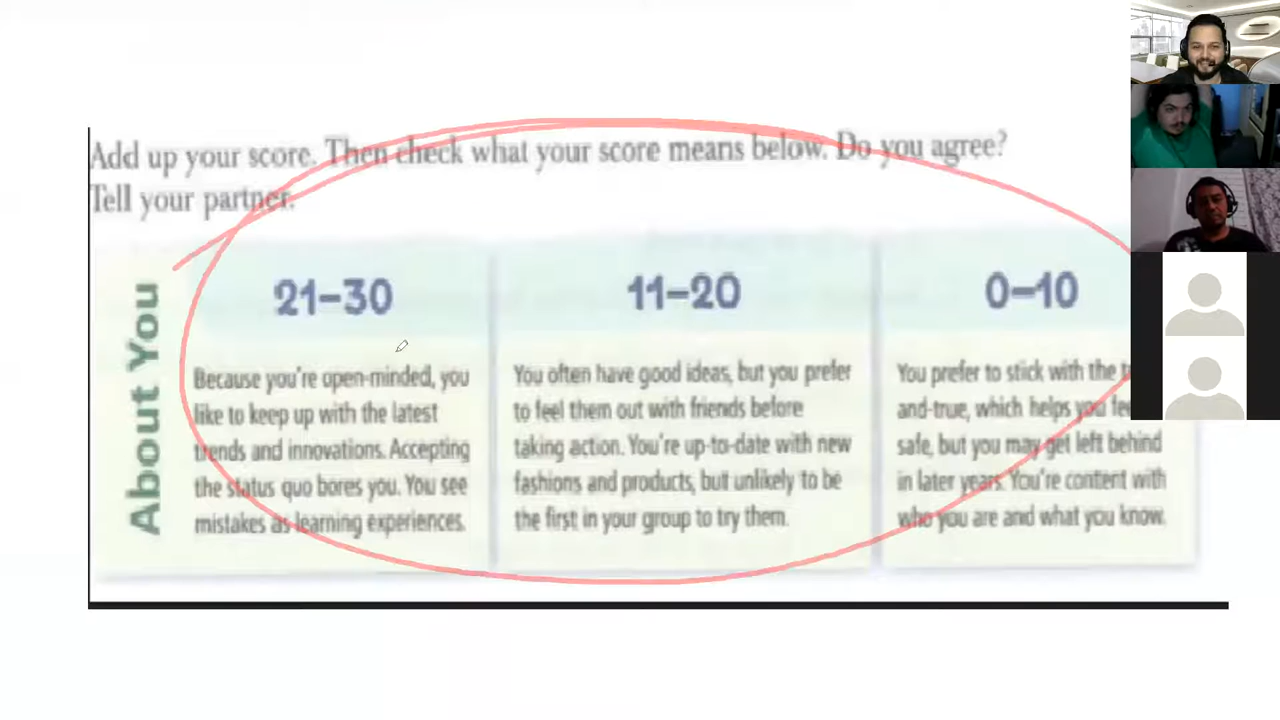 Add up your score. Then check what your score means below. Do you agree?
Tell your partner.
About You
21–30
Because you're open-minded, you
like to keep up with the latest
trends and innovations. Accepting
the status quo bores you. You see
mistakes as learning experiences.
11–20
You often have good ideas, but you prefer
to feel them out with friends before
taking action. You're up-to-date with new
fashions and products, but unlikely to be
the first in your group to try them.
0–10
You prefer to stick with the
and-true, which helps you
safe, but you may get left behind
in later years. You're content with
who you are and what you know.